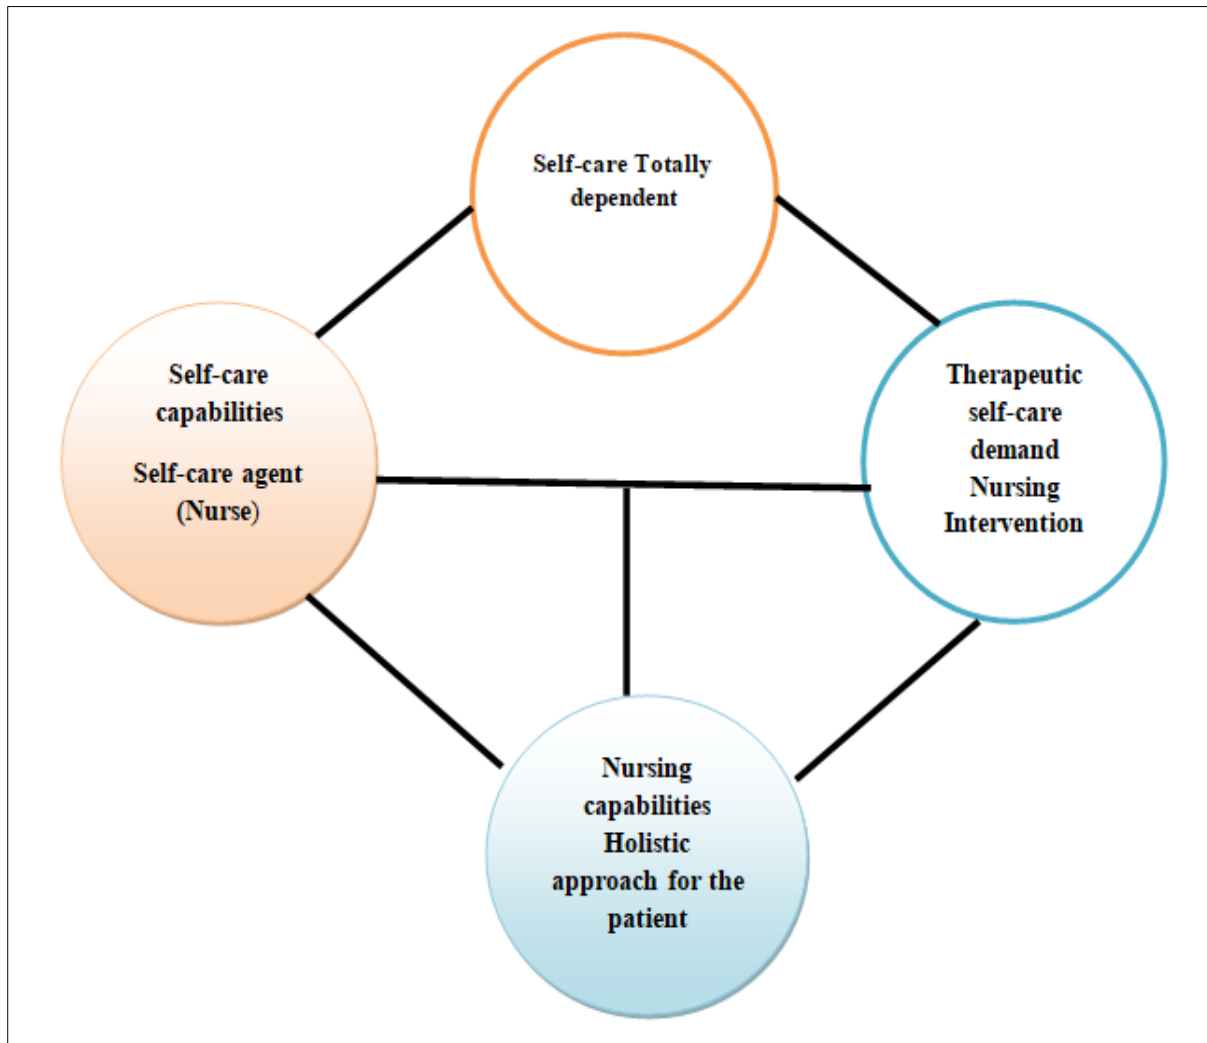 Self-care Totally
dependent
Self-care
capabilities
Self-care agent
(Nurse)
Therapeutic
self-care
demand
Nursing
Intervention
Nursing
capabilities
Holistic
approach for the
patient